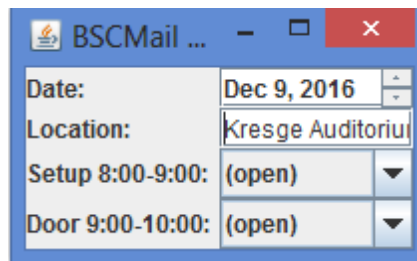 BSCMail ...
Date: Dec 9, 2016
Location: Kresge Auditoriu
Setup 8:00-9:00: (open)
Door 9:00-10:00: (open)